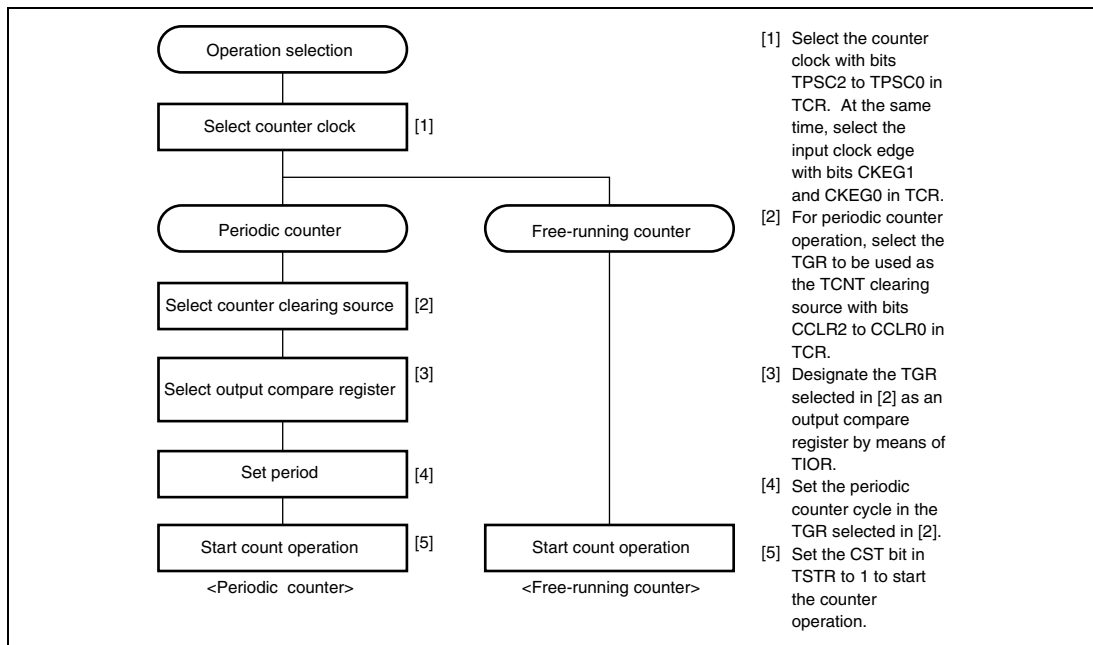 Operation selection
Select counter clock
[1]
Periodic counter
Free-running counter
Select counter clearing source
[2]
Select output compare register
[3]
Set period
[4]
Start count operation
[5]
Start count operation
<Periodic counter>
<Free-running counter>
[1] Select the counter
clock with bits
TPSC2 to TPSC0 in
TCR. At the same
time, select the
input clock edge
with bits CKEG1
and CKEG0 in TCR.
[2] For periodic counter
operation, select the
TGR to be used as
the TCNT clearing
source with bits
CCLR2 to CCLR0 in
TCR.
[3] Designate the TGR
selected in [2] as an
output compare
register by means of
TIOR.
[4] Set the periodic
counter cycle in the
TGR selected in [2].
[5] Set the CST bit in
TSTR to 1 to start
the counter
operation.